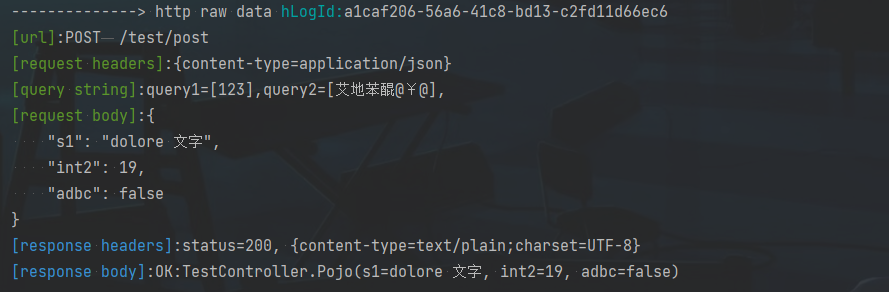 --------------> http raw data hLogId:a1caf206-56a6-41c8-bd13-c2fd11d66ec6
[url]:POST— /test/post
[request headers]:{content-type=application/json}
[query string]:query1=[123],query2=[艾地苯醌@￥@],
[request body]:{
    "s1": "dolore 文字",
    "int2": 19,
    "adbc": false
}
[response headers]:status=200, {content-type=text/plain;charset=UTF-8}
[response body]:OK:TestController.Pojo(s1=dolore 文字, int2=19, adbc=false)